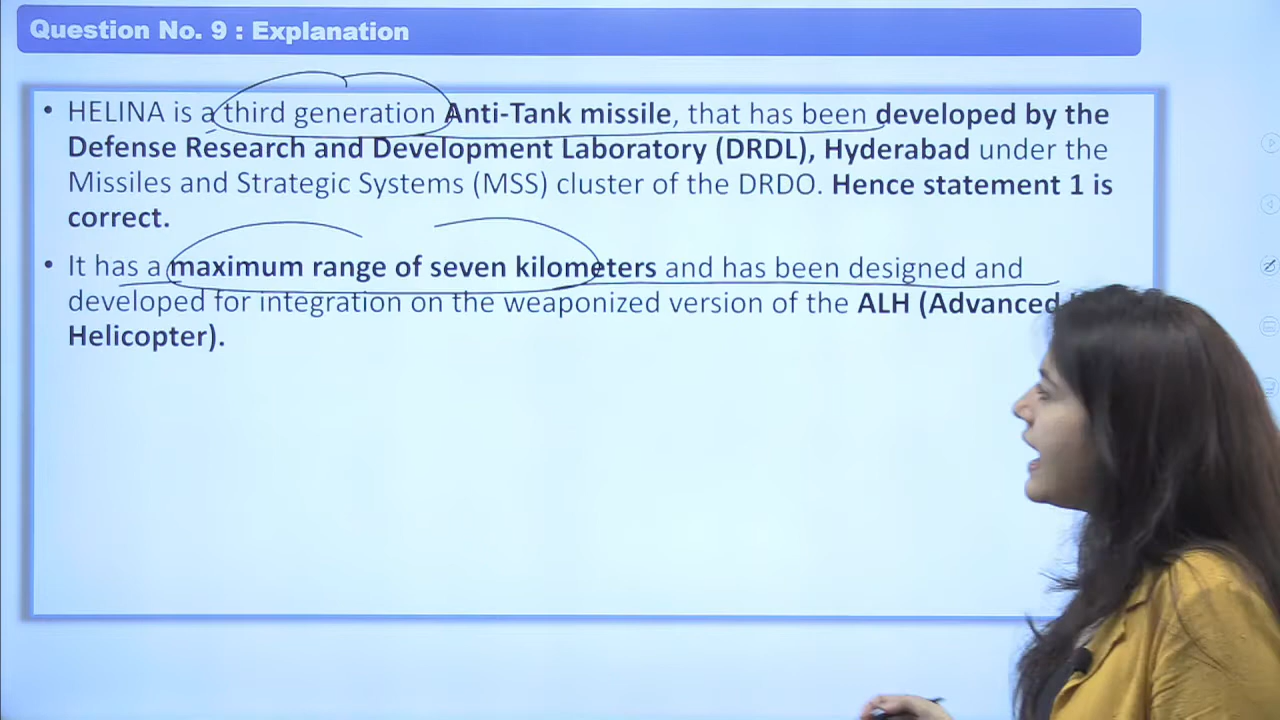 Question No. 9 : Explanation
• HELINA is a third generation Anti-Tank missile, that has been developed by the
Defense Research and Development Laboratory (DRDL), Hyderabad under the
Missiles and Strategic Systems (MSS) cluster of the DRDO. Hence statement 1 is
correct.
• It has a maximum range of seven kilometers and has been designed and
developed for integration on the weaponized version of the ALH (Advanced
Helicopter).